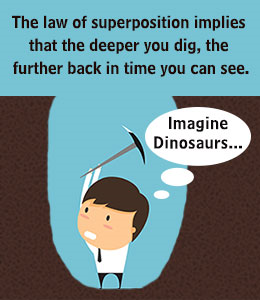 The law of superposition implies
that the deeper you dig, the
further back in time you can see.
Imagine
Dinosaurs...